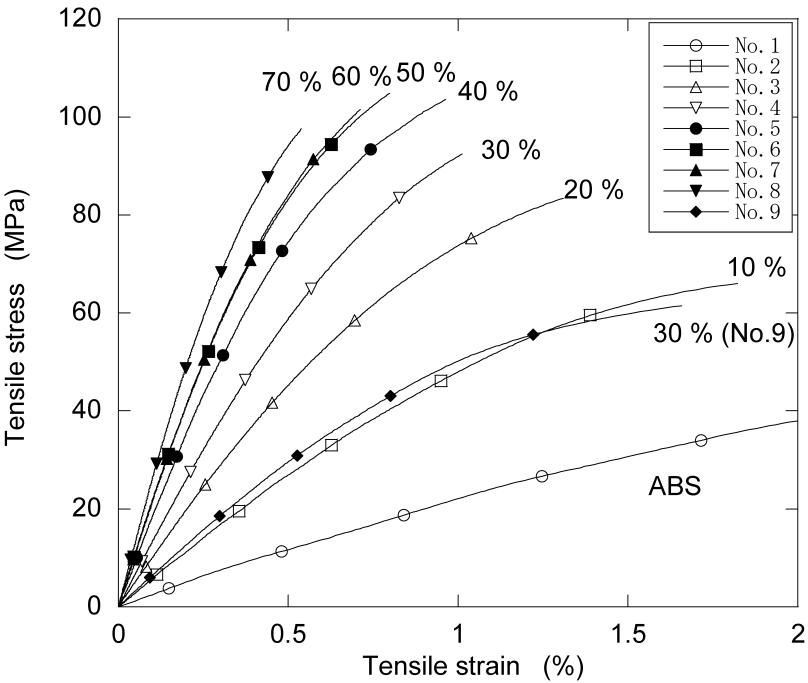 120
100
80
60
40
20
0
0
0.5
1
1.5
2
Tensile stress (MPa)
Tensile strain (%)
70 %
60 %
50 %
40 %
30 %
20 %
10 %
30 % (No.9)
ABS
No.1
No.2
No.3
No.4
No.5
No.6
No.7
No.8
No.9